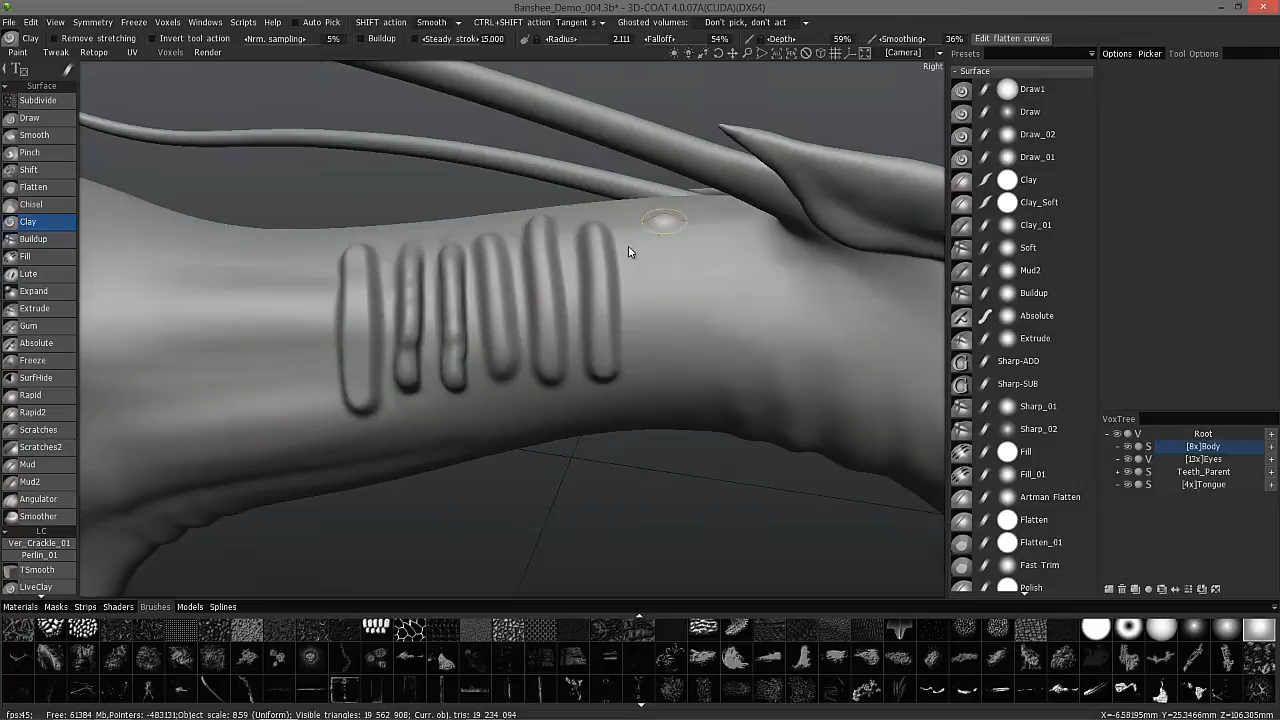 Banshee_Demo_004.3b* - 3D-COAT 4.0.07A(CUDA)(DX64)
File Edit View Symmetry Freeze Voxels Windows Scripts Help Auto Pick SHIFT action Smooth CTRL+SHIFT action Tangent s Ghosted volumes: Don't pick, don't act
Clay Remove stretching Invert tool action Nrm. sampling 5% Buildup Steady strok 15.000 Radius 2.111 Falloff 54% Depth 59% Smoothing 36% Edit flatten curves
Paint Tweak Retopo UV Voxels Render [Camera] Presets Options Picker Tool Options
Right
Surface
Subdivide
Draw
Smooth
Pinch
Shift
Flatten
Chisel
Clay
Buildup
Fill
Lute
Expand
Extrude
Gum
Absolute
Freeze
SurfHide
Rapid
Rapid2
Scratches
Scratches2
Mud
Mud2
Angulator
Smoother
LC
Ver_Crackle_01
Perlin_01
TSmooth
LiveClay
- Surface
Draw1
Draw
Draw_02
Draw_01
Clay
Clay_Soft
Clay_01
Soft
Mud2
Buildup
Absolute
Extrude
Sharp-ADD
Sharp-SUB
Sharp_01
Sharp_02
Fill
Fill_01
Artman Flatten
Flatten
Flatten_01
Fast Trim
Polish
VoxTree
V Root +
S [8x]Body +
V [13x]Eyes +
S Teeth_Parent +
S [4x]Tongue +
Materials Masks Strips Shaders Brushes Models Splines
fps:45; Free: 61384 Mb,Pointers: -483131;Object scale: 8.59 (Uniform); Visible triangles: 19 562 908; Curr. obj. tris: 19 234 094 X=-6.58195mm Y=25.3466mm Z=106.305mm